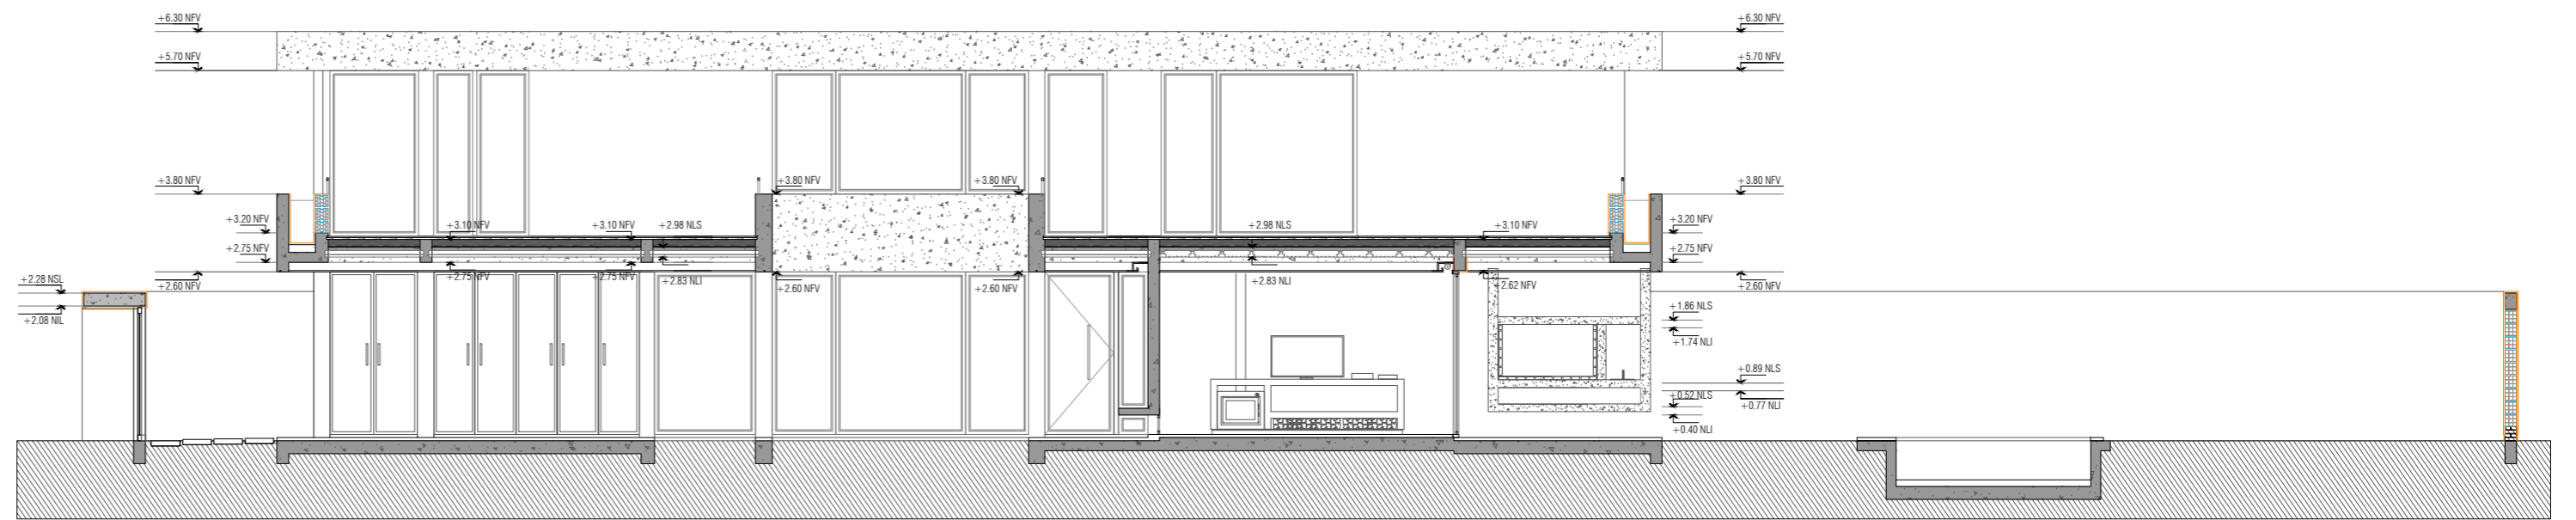 +6.30 NFV
+6.30 NFV
+5.70 NFV
+5.70 NFV
+3.80 NFV
+3.80 NFV
+3.80 NFV
+3.80 NFV
+3.20 NFV
+3.10 NFV
+3.10 NFV
+2.98 NLS
+2.98 NLS
+3.10 NFV
+3.20 NFV
+2.75 NFV
+2.75 NFV
+2.75 NFV
+2.75 NFV
+2.28 NSL
+2.60 NFV
+2.83 NLI
+2.60 NFV
+2.60 NFV
+2.83 NLI
+2.62 NFV
+2.60 NFV
+2.08 NIL
+1.86 NLS
+1.74 NLI
+0.89 NLS
+0.52 NLS
+0.77 NLI
+0.40 NLI